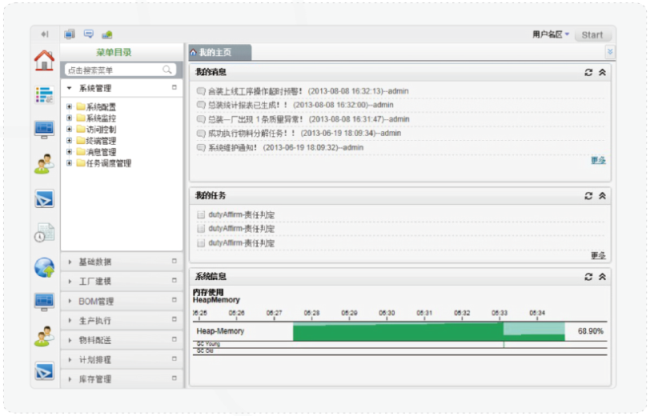 用户名区 Start
菜单目录
我的主页
点击搜索菜单
系统管理
系统配置
系统监控
访问控制
终端管理
消息管理
任务调度管理
基础数据
工厂建模
BOM管理
生产执行
物料配送
计划排程
库存管理
我的消息
台装上线工序操作超时预警! (2013-08-08 16:32:13)--admin
总装统计报表已生成!! (2013-08-08 16:32:00)--admin
总装一厂出现 1 条质量异常! (2013-08-08 16:31:47)--admin
成功执行物料分解任务!! (2013-06-19 18:09:34)--admin
系统维护通知! (2013-06-19 18:09:32)--admin
更多
我的任务
dutyAffirm-责任判定
dutyAffirm-责任判定
dutyAffirm-责任判定
更多
系统信息
内存使用
HeapMemory
05:26 05:27 05:28 05:29 05:30 05:31 05:32 05:33 05:34
Heap-Memory 68.90%
GC Young
GC Old